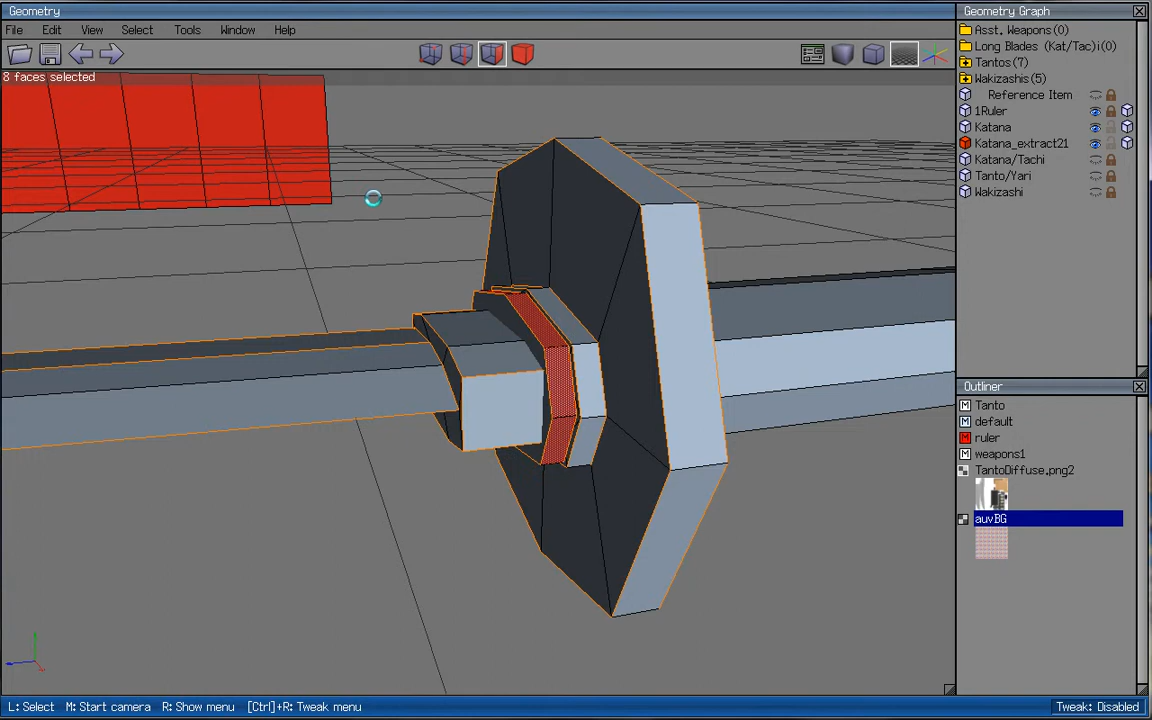 Geometry
File Edit View Select Tools Window Help
8 faces selected
Geometry Graph
Asst. Weapons(0)
Long Blades (Kat/Tac)i(0)
Tantos(7)
Wakizashis(5)
Reference Item
1Ruler
Katana
Katana_extract21
Katana/Tachi
Tanto/Yari
Wakizashi
Outliner
Tanto
default
ruler
weapons1
TantoDiffuse.png2
auvBG
L: Select M: Start camera R: Show menu [Ctrl]+R: Tweak menu
Tweak: Disabled